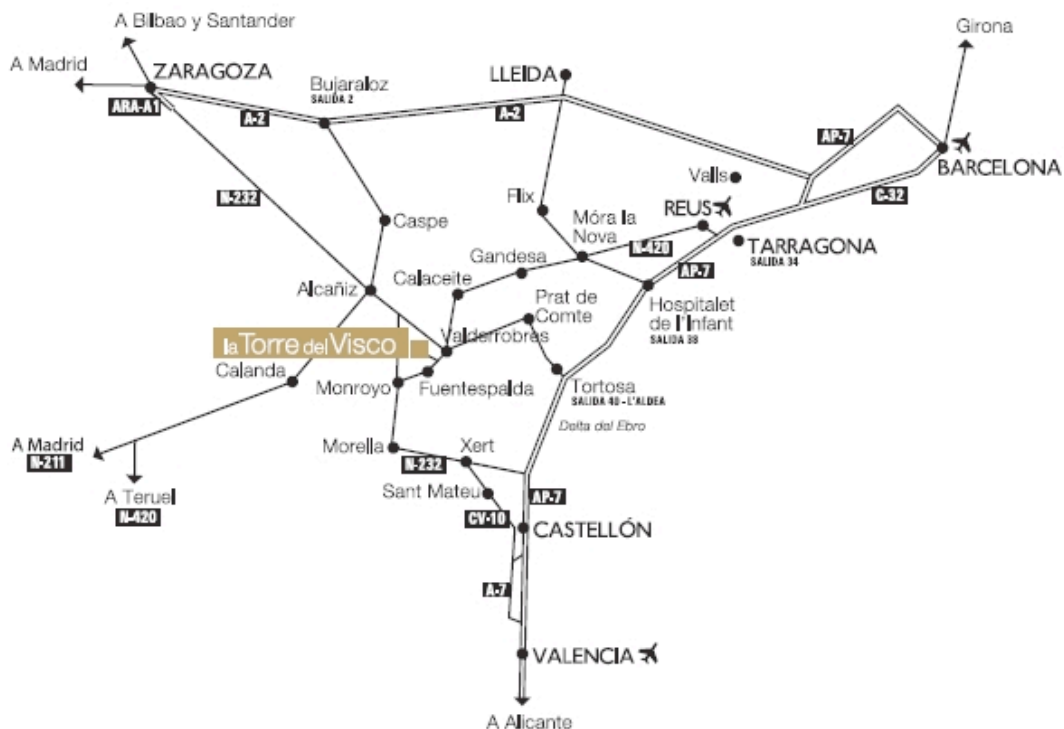 A Bilbao y Santander
Girona
A Madrid
ZARAGOZA
Bujaraloz
SALIDA 2
LLEIDA
ARA-A1
A-2
A-2
AP-7
BARCELONA
Valls
C-32
N-232
Flix
REUS
Caspe
Móra la
Nova
N-420
TARRAGONA
SALIDA 34
Gandesa
AP-7
Calaceite
Alcañiz
Prat de
Comte
Hospitalet
de l'Infant
SALIDA 38
la Torre del Visco
Valderrobres
Calanda
Monroyo
Fuentespalda
Tortosa
SALIDA 40 - L'ALDEA
Delta del Ebro
A Madrid
N-211
Morella
Xert
N-232
A Teruel
N-420
Sant Mateu
AP-7
CV-10
CASTELLÓN
A-7
VALENCIA
A Alicante